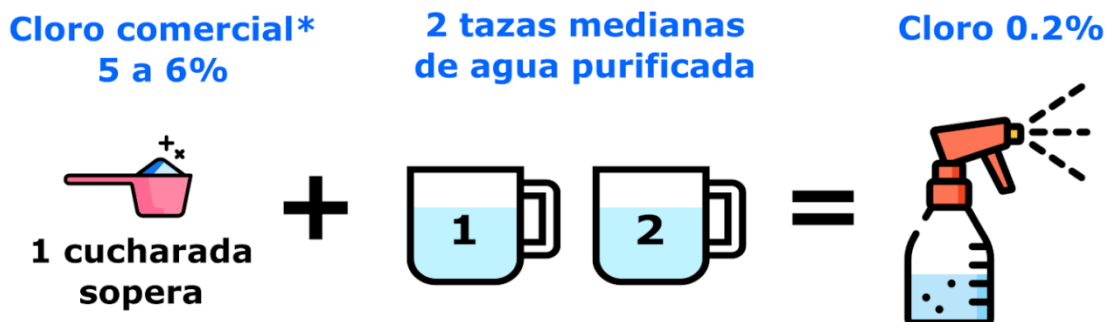 Cloro comercial*
5 a 6%
2 tazas medianas
de agua purificada
Cloro 0.2%
1 cucharada
sopera
+
1
2
=